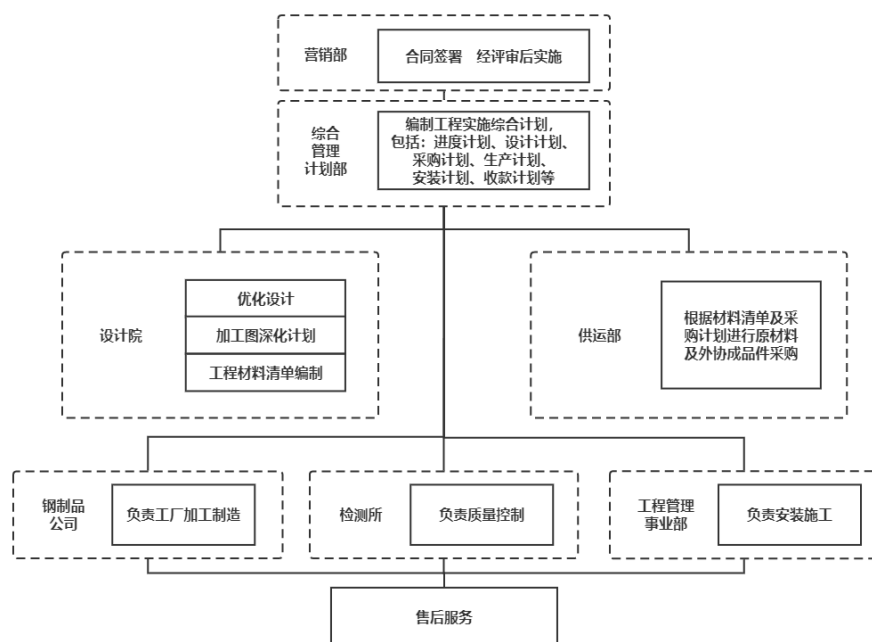 营销部
合同签署 经评审后实施
综合
管理
计划部
编制工程实施综合计划,
包括：进度计划、设计计划、
采购计划、生产计划、
安装计划、收款计划等
设计院
优化设计
加工图深化计划
工程材料清单编制
供运部
根据材料清单及采
购计划进行原材料
及外协成品件采购
钢制品
公司
负责工厂加工制造
检测所
负责质量控制
工程管理
事业部
负责安装施工
售后服务